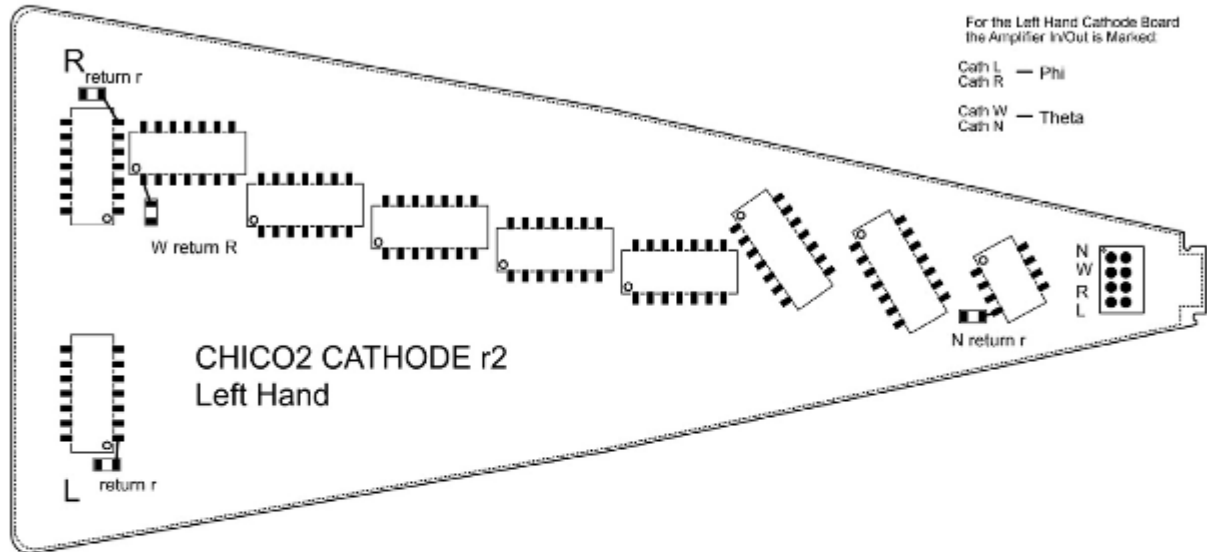 For the Left Hand Cathode Board
the Amplifier In/Out is Marked:
Cath L
Cath R
— Phi
Cath W
Cath N
— Theta
R
return r
W return R
N
W
R
L
N return r
CHICO2 CATHODE r2
Left Hand
L
return r